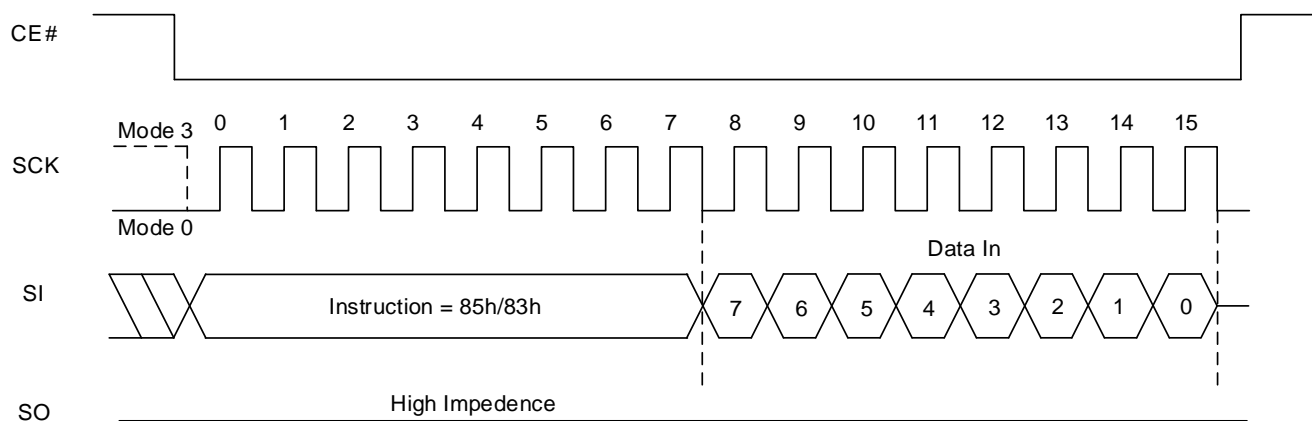 CE#
Mode 3 0 1 2 3 4 5 6 7 8 9 10 11 12 13 14 15
SCK
Mode 0
Data In
SI Instruction = 85h/83h 7 6 5 4 3 2 1 0
High Impedence
SO